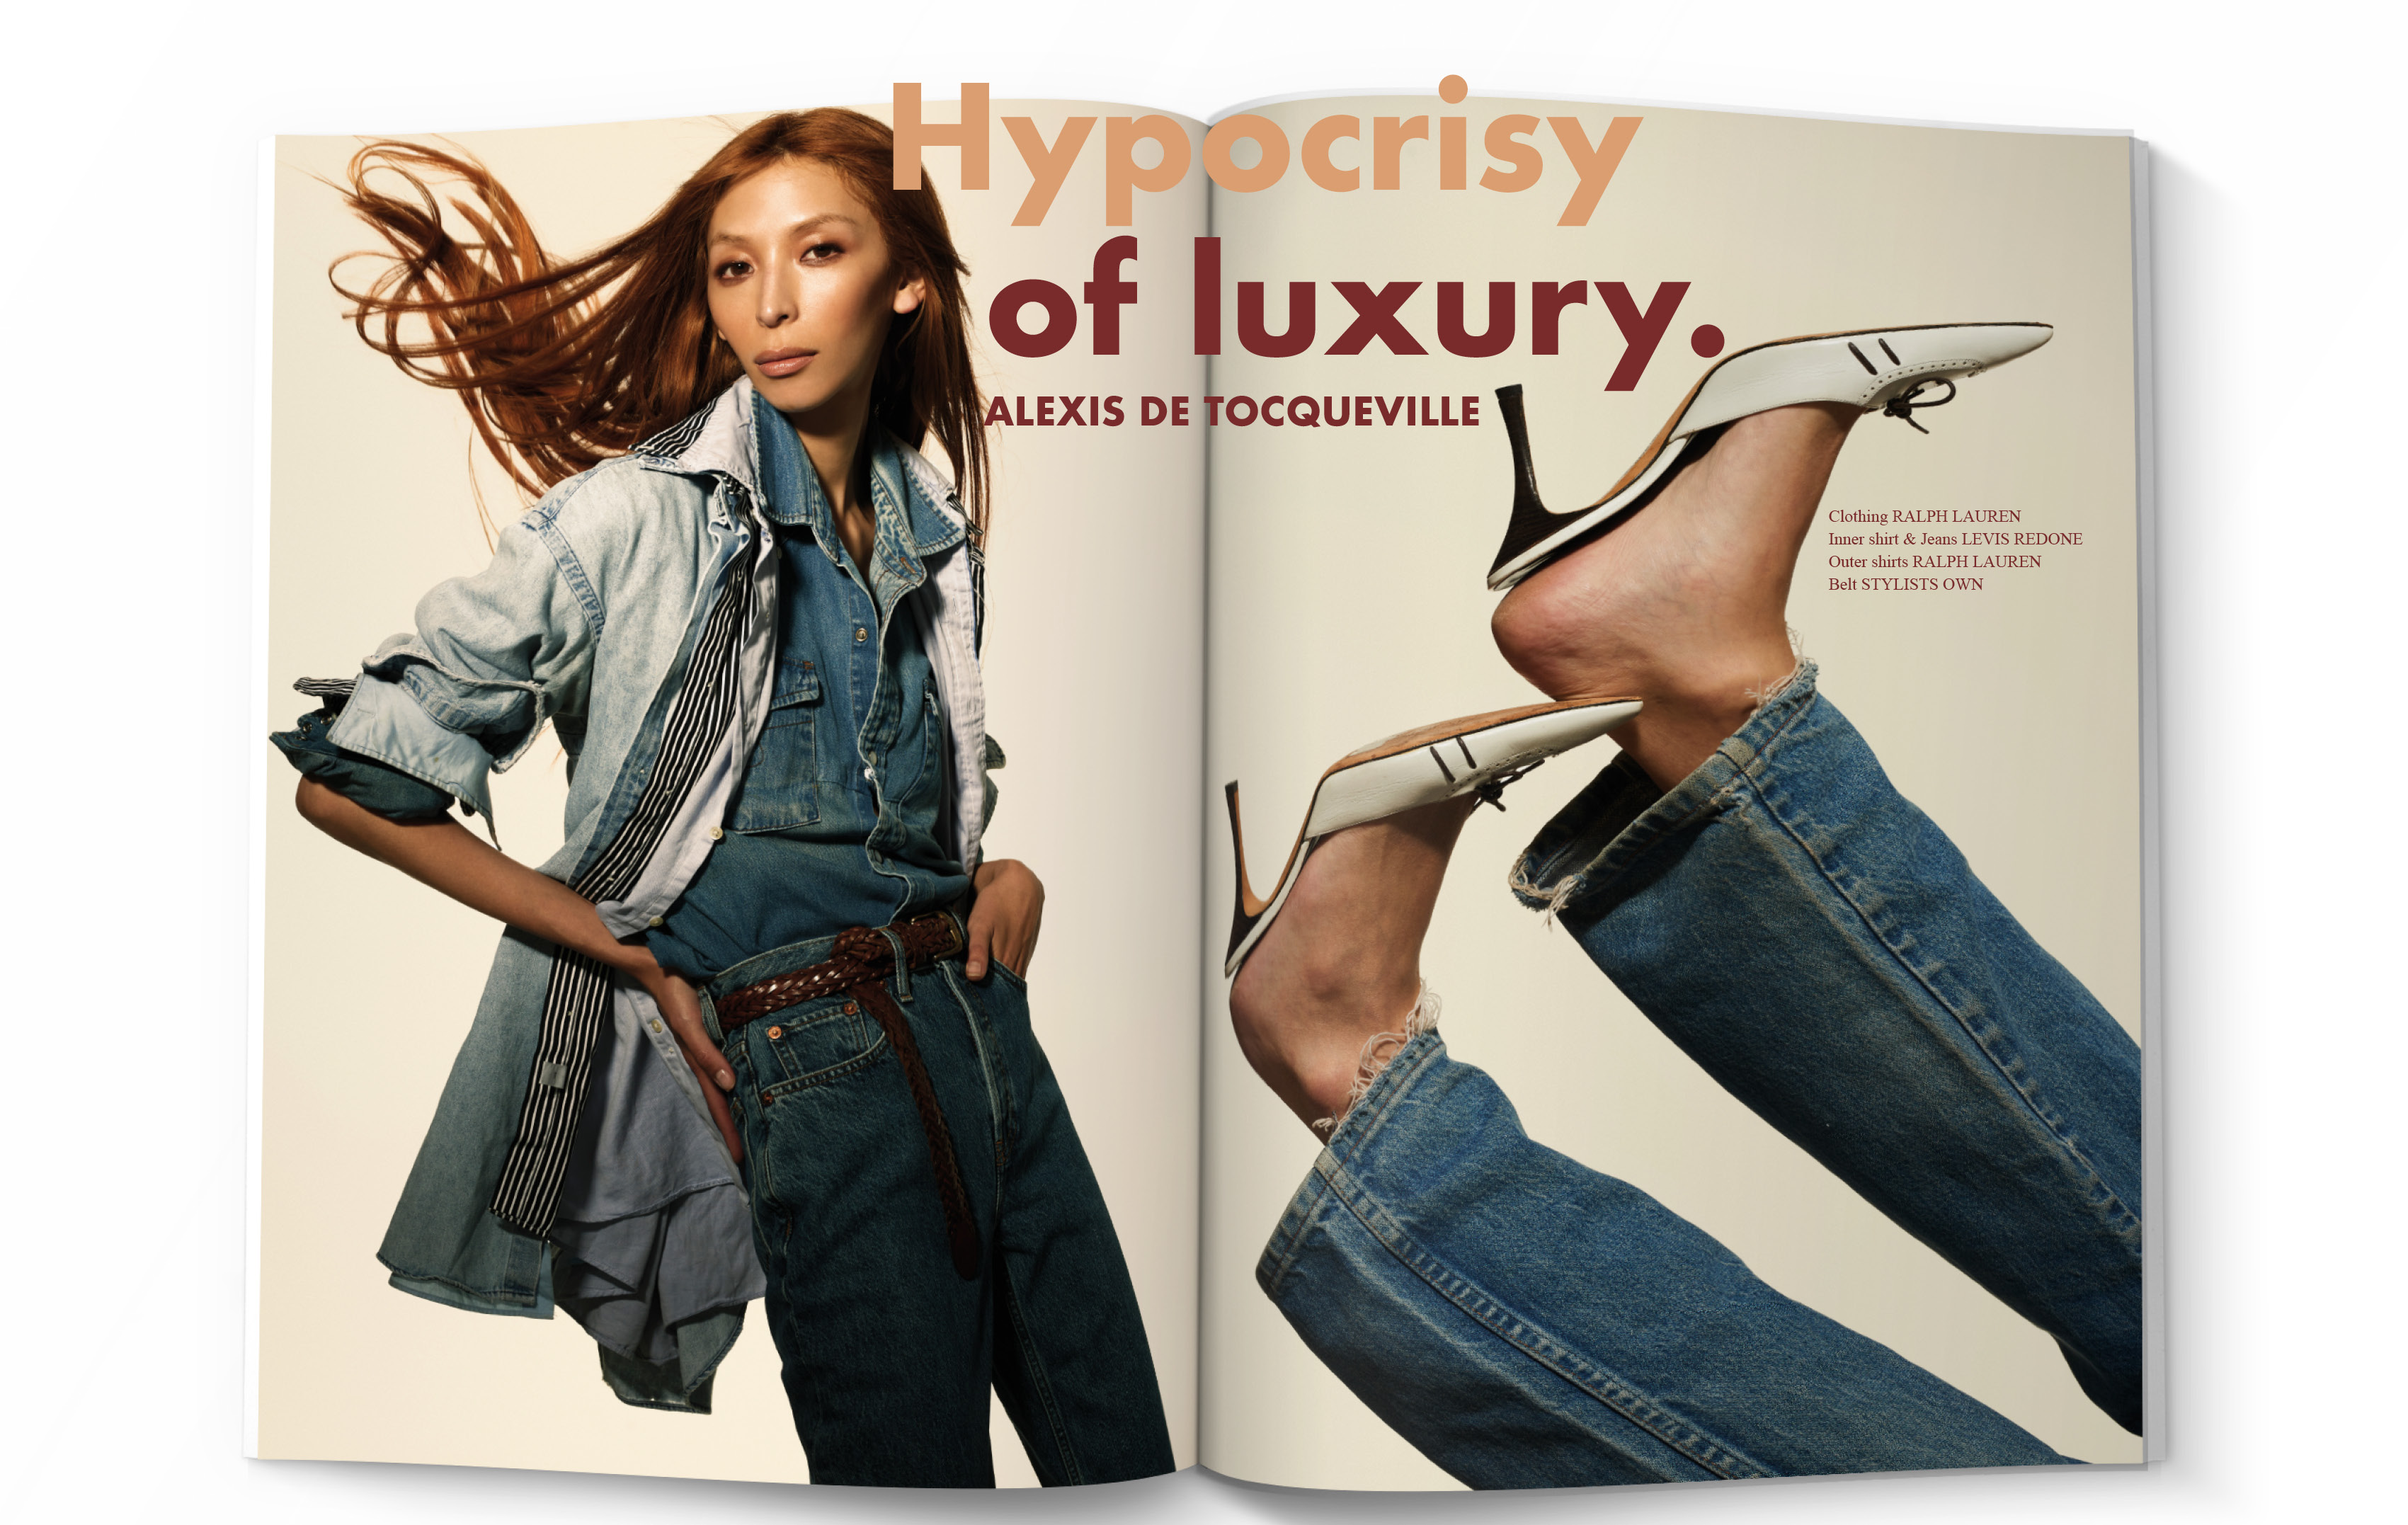 Hypocrisy
of luxury.
ALEXIS DE TOCQUEVILLE
Clothing RALPH LAUREN
Inner shirt & Jeans LEVIS REDONE
Outer shirts RALPH LAUREN
Belt STYLISTS OWN